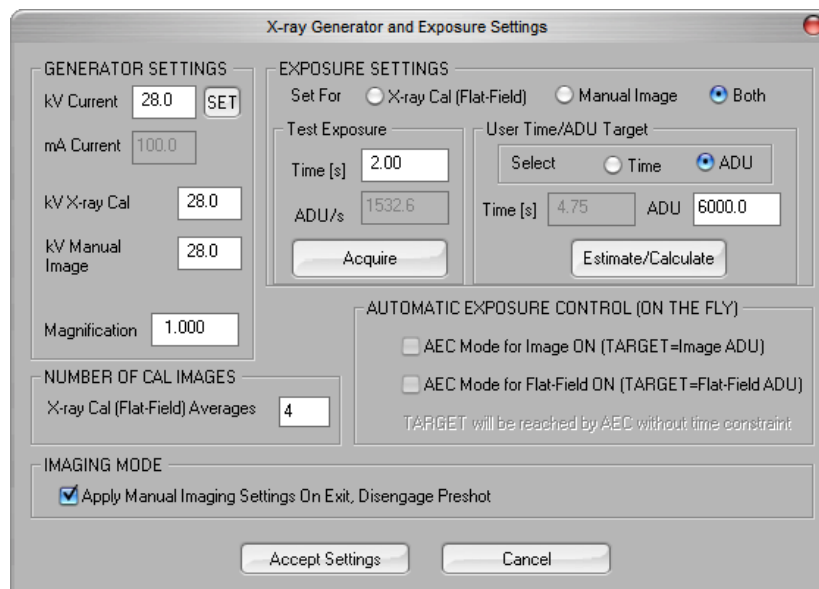 X-ray Generator and Exposure Settings
GENERATOR SETTINGS
kV Current 28.0 SET
mA Current 100.0
kV X-ray Cal 28.0
kV Manual Image 28.0
Magnification 1.000
EXPOSURE SETTINGS
Set For X-ray Cal (Flat-Field) Manual Image Both
Test Exposure
Time [s] 2.00
ADU/s 1532.6
Acquire
User Time/ADU Target
Select Time ADU
Time [s] 4.75 ADU 6000.0
Estimate/Calculate
AUTOMATIC EXPOSURE CONTROL (ON THE FLY)
AEC Mode for Image ON (TARGET=Image ADU)
AEC Mode for Flat-Field ON (TARGET=Flat-Field ADU)
TARGET will be reached by AEC without time constraint
NUMBER OF CAL IMAGES
X-ray Cal (Flat-Field) Averages 4
IMAGING MODE
Apply Manual Imaging Settings On Exit, Disengage Preshot
Accept Settings Cancel